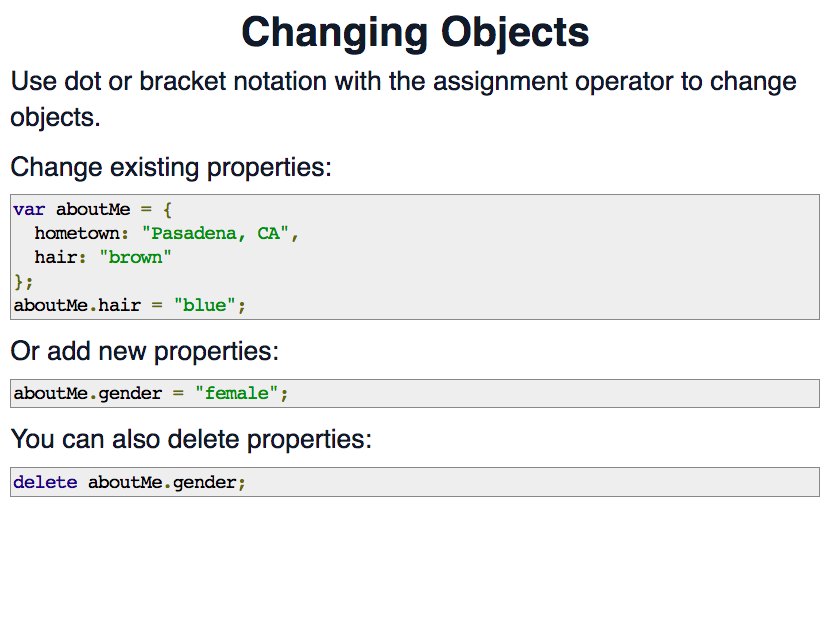 Changing Objects
Use dot or bracket notation with the assignment operator to change
objects.
Change existing properties:
var aboutMe = {
  hometown: "Pasadena, CA",
  hair: "brown"
};
aboutMe.hair = "blue";
Or add new properties:
aboutMe.gender = "female";
You can also delete properties:
delete aboutMe.gender;